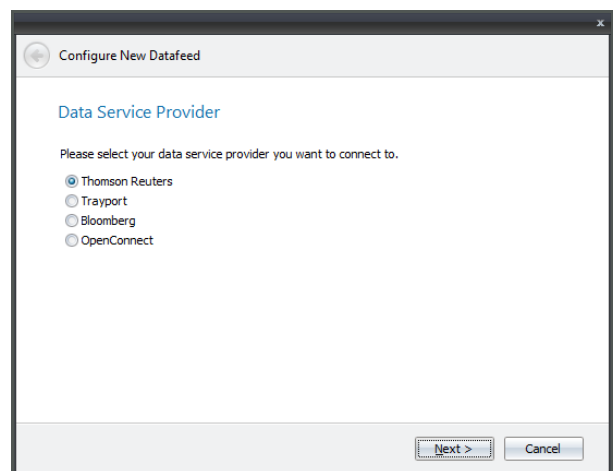 x
Configure New Datafeed
Data Service Provider
Please select your data service provider you want to connect to.
Thomson Reuters
Trayport
Bloomberg
OpenConnect
Next >
Cancel